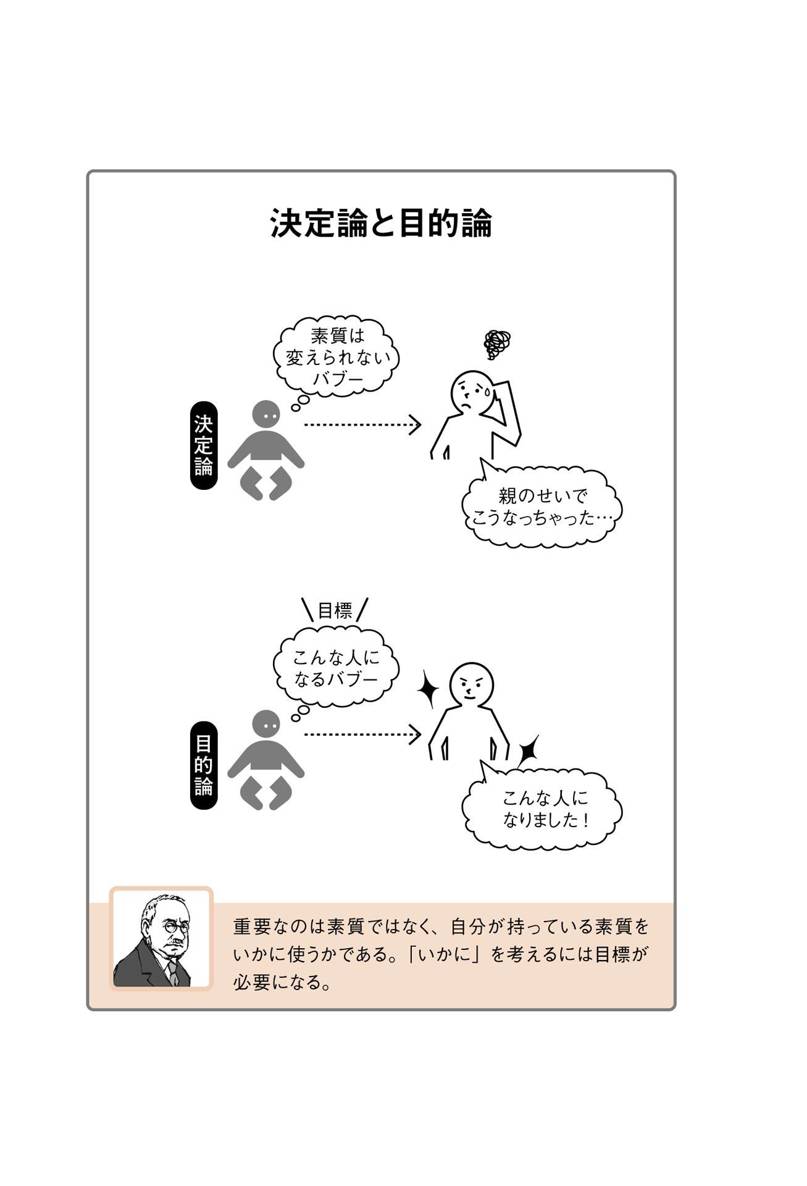 決定論と目的論
素質は
変えられない
バブー
決定論
親のせいで
こうなっちゃった…
目標
こんな人に
なるバブー
目的論
こんな人に
なりました！
重要なのは素質ではなく、自分が持っている素質を
いかに使うかである。「いかに」を考えるには目標が
必要になる。